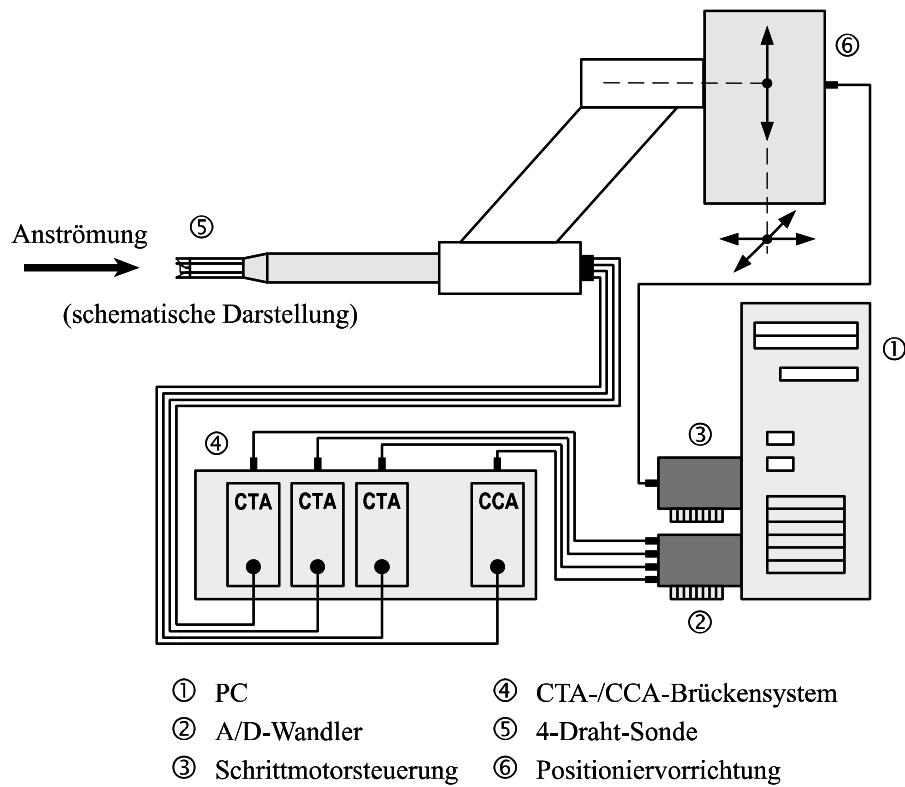 ⑥
⑤
Anströmung
(schematische Darstellung)
①
④
③
CTA CTA CTA CCA
②
① PC
② A/D-Wandler
③ Schrittmotorsteuerung
④ CTA-/CCA-Brückensystem
⑤ 4-Draht-Sonde
⑥ Positioniervorrichtung